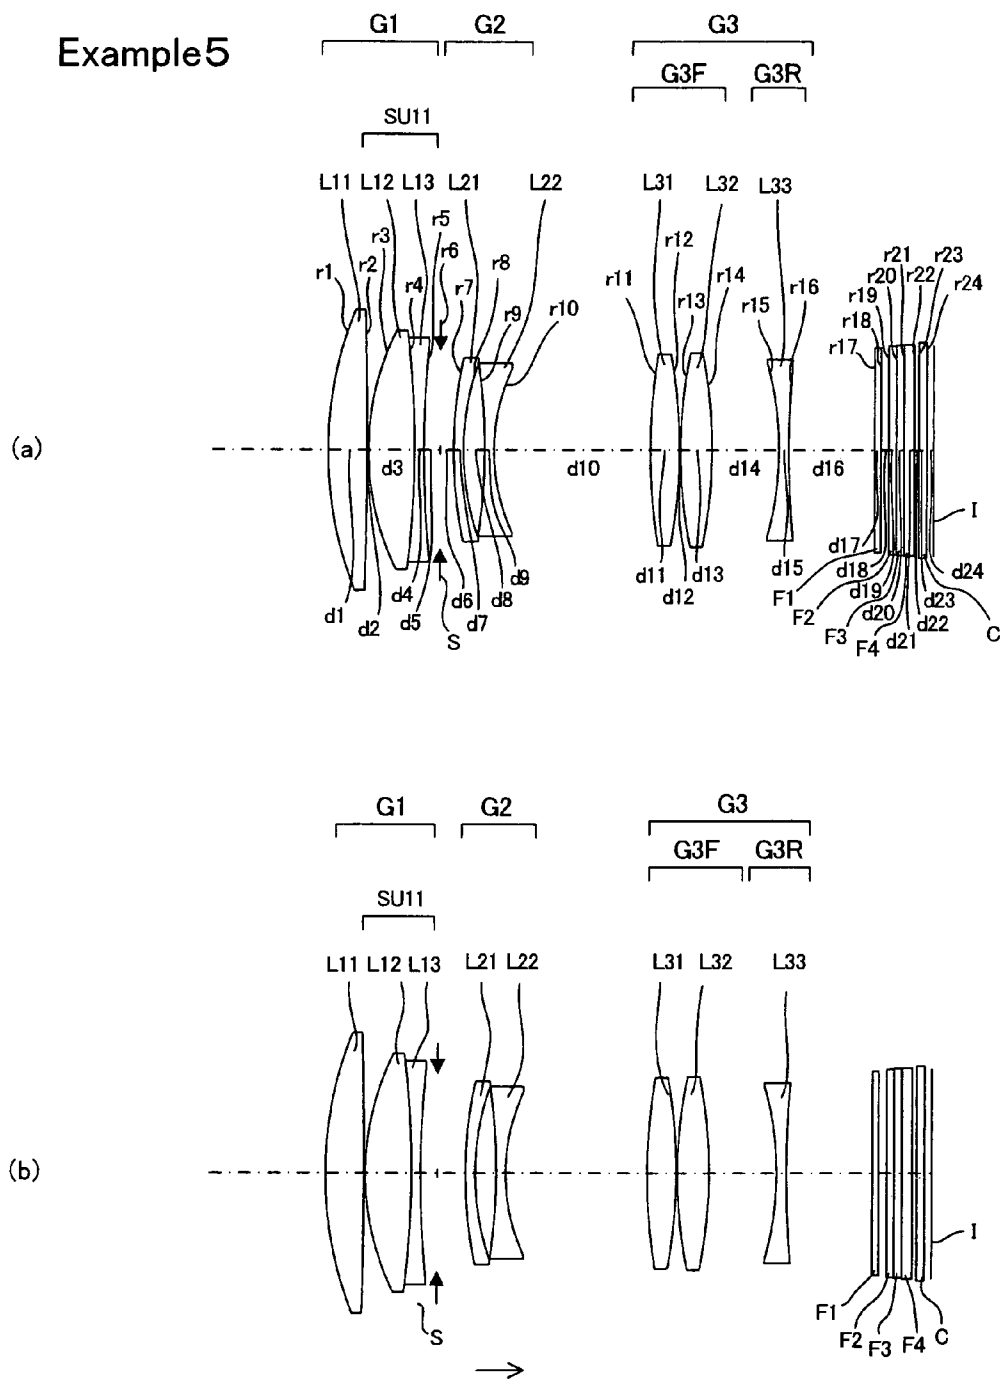 Example5
G1 G2 G3
G3F G3R
SU11
L11 L12 L13 L21 L22 L31 L32 L33
r1 r2 r3 r4 r5 r6 r7 r8 r9 r10 r11 r12 r13 r14 r15 r16 r17 r18 r19 r20 r21 r22 r23 r24
(a)
d3 d10 d14 d16
I
d1 d2 d4 d5 d6 d7 d8 d9 d11 d12 d13 d15 d17 d18 d19 d20 d21 d22 d23 d24
S F1 F2 F3 F4 C
G1 G2 G3
G3F G3R
SU11
L11 L12 L13 L21 L22 L31 L32 L33
(b)
I
S F1 F2 F3 F4 C